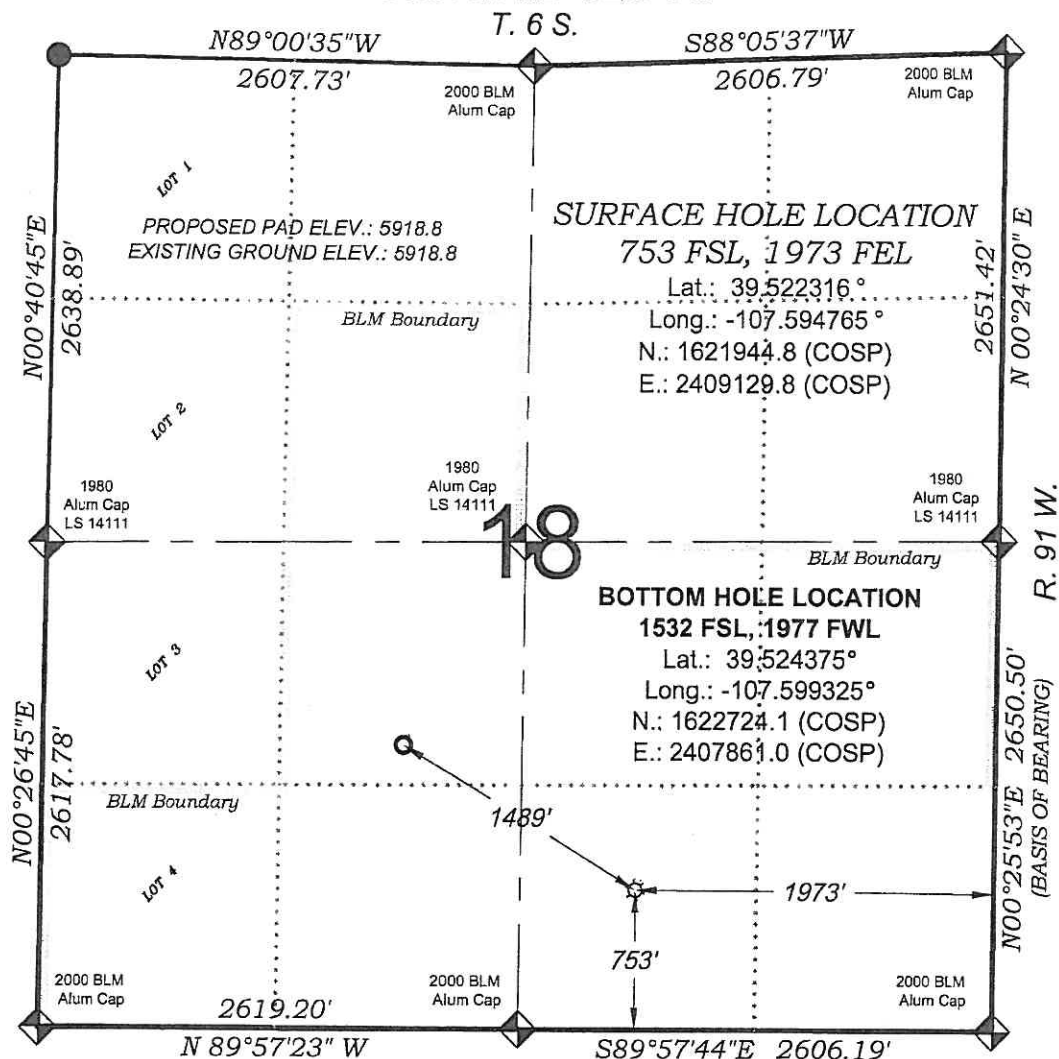 T. 6 S.
N89°00'35"W
S88°05'37"W
2607.73'
2606.79'
2000 BLM
Alum Cap
2000 BLM
Alum Cap
LOT 1
N00°40'45"E
2638.89'
PROPOSED PAD ELEV.: 5918.8
EXISTING GROUND ELEV.: 5918.8
SURFACE HOLE LOCATION
753 FSL, 1973 FEL
Lat.: 39.522316°
Long.: -107.594765°
N.: 1621944.8 (COSP)
E.: 2409129.8 (COSP)
2651.42'
N 00°24'30" E
BLM Boundary
LOT 2
1980
Alum Cap
LS 14111
1980
Alum Cap
LS 14111
1980
Alum Cap
LS 14111
18
R. 91 W.
BLM Boundary
BOTTOM HOLE LOCATION
1532 FSL, 1977 FWL
Lat.: 39.524375°
Long.: -107.599325°
N.: 1622724.1 (COSP)
E.: 2407861.0 (COSP)
LOT 3
N00°26'45"E
2617.78'
N00°25'53"E 2650.50'
(BASIS OF BEARING)
BLM Boundary
1489'
LOT 4
1973'
753'
2000 BLM
Alum Cap
2000 BLM
Alum Cap
2000 BLM
Alum Cap
2619.20'
N 89°57'23" W
S89°57'44"E 2606.19'